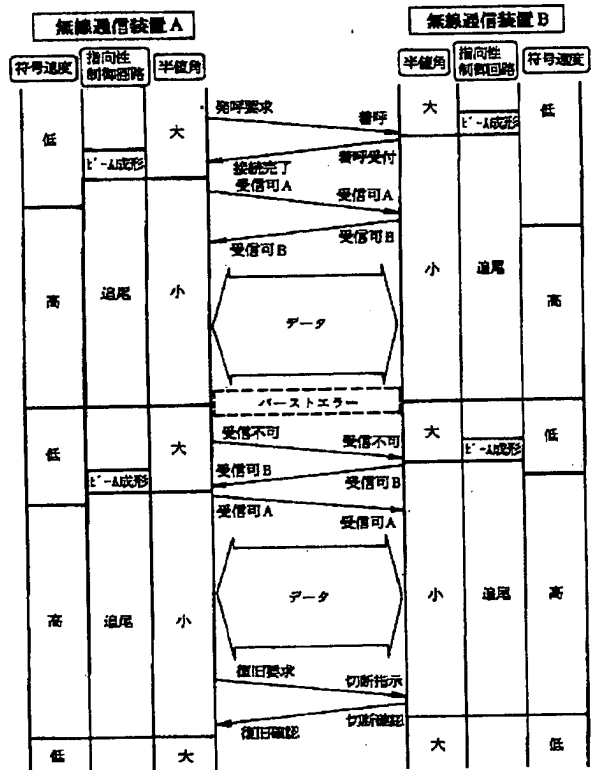 無線通信装置A
無線通信装置B
符号速度
指向性
制御回路
半値角
半値角
指向性
制御回路
符号速度
低
大
発呼要求
着呼
大
低
ビーム成形
ビーム成形
接続完了
着呼受付
受信可A
受信可A
受信可B
受信可B
高
追尾
小
データ
小
追尾
高
バーストエラー
低
大
受信不可
受信不可
大
低
ビーム成形
ビーム成形
受信可B
受信可B
受信可A
受信可A
高
追尾
小
データ
小
追尾
高
復旧要求
切断指示
復旧確認
切断確認
低
大
大
低